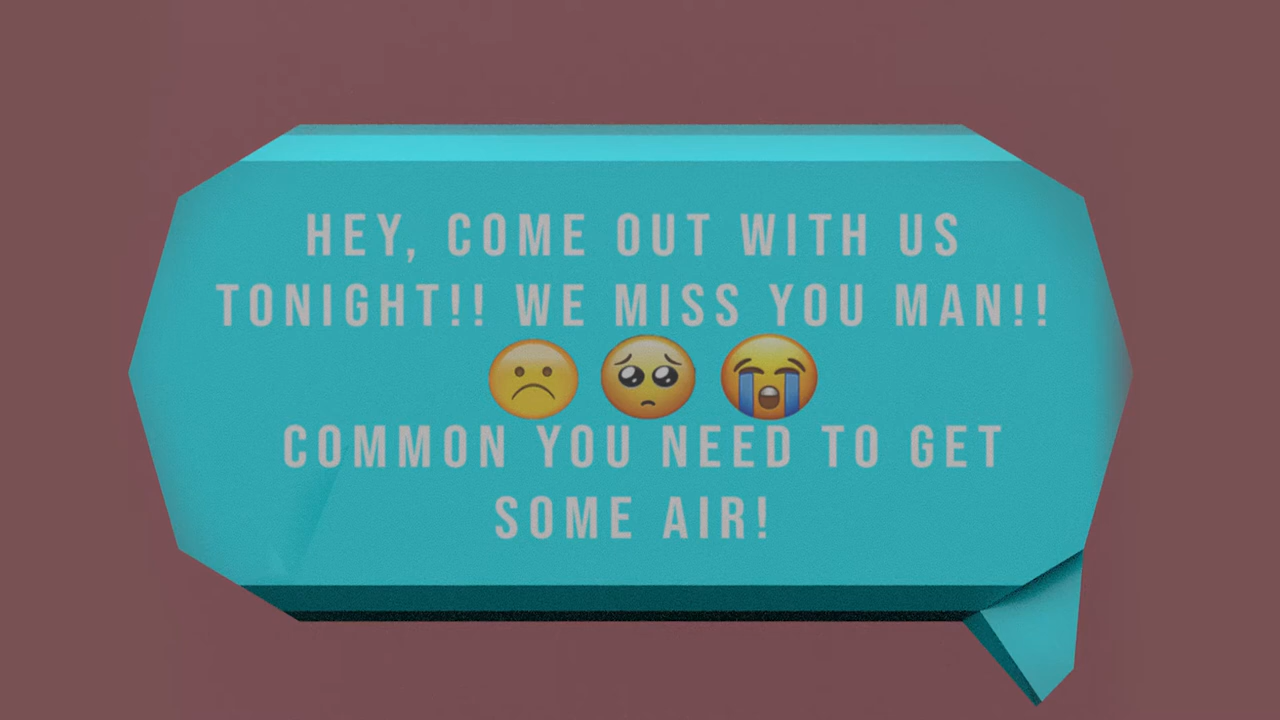 HEY, COME OUT WITH US
TONIGHT!! WE MISS YOU MAN!!
☹️ 🥺 😭
COMMON YOU NEED TO GET
SOME AIR!